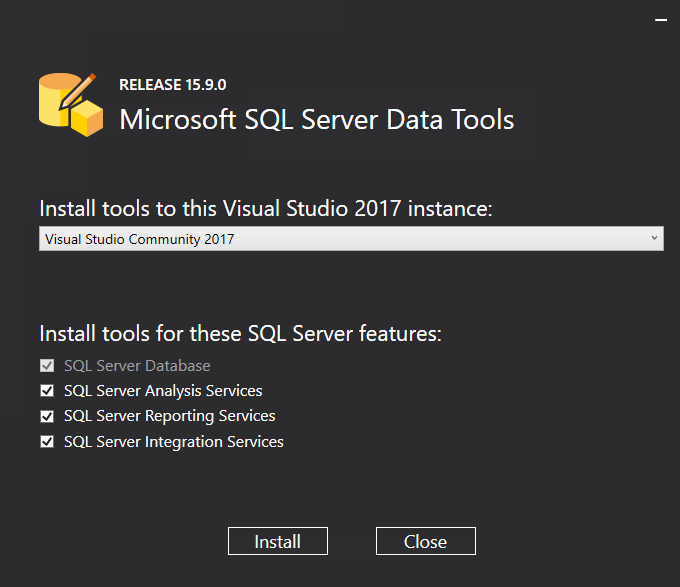 RELEASE 15.9.0
Microsoft SQL Server Data Tools
Install tools to this Visual Studio 2017 instance:
Visual Studio Community 2017
Install tools for these SQL Server features:
SQL Server Database
SQL Server Analysis Services
SQL Server Reporting Services
SQL Server Integration Services
Install Close